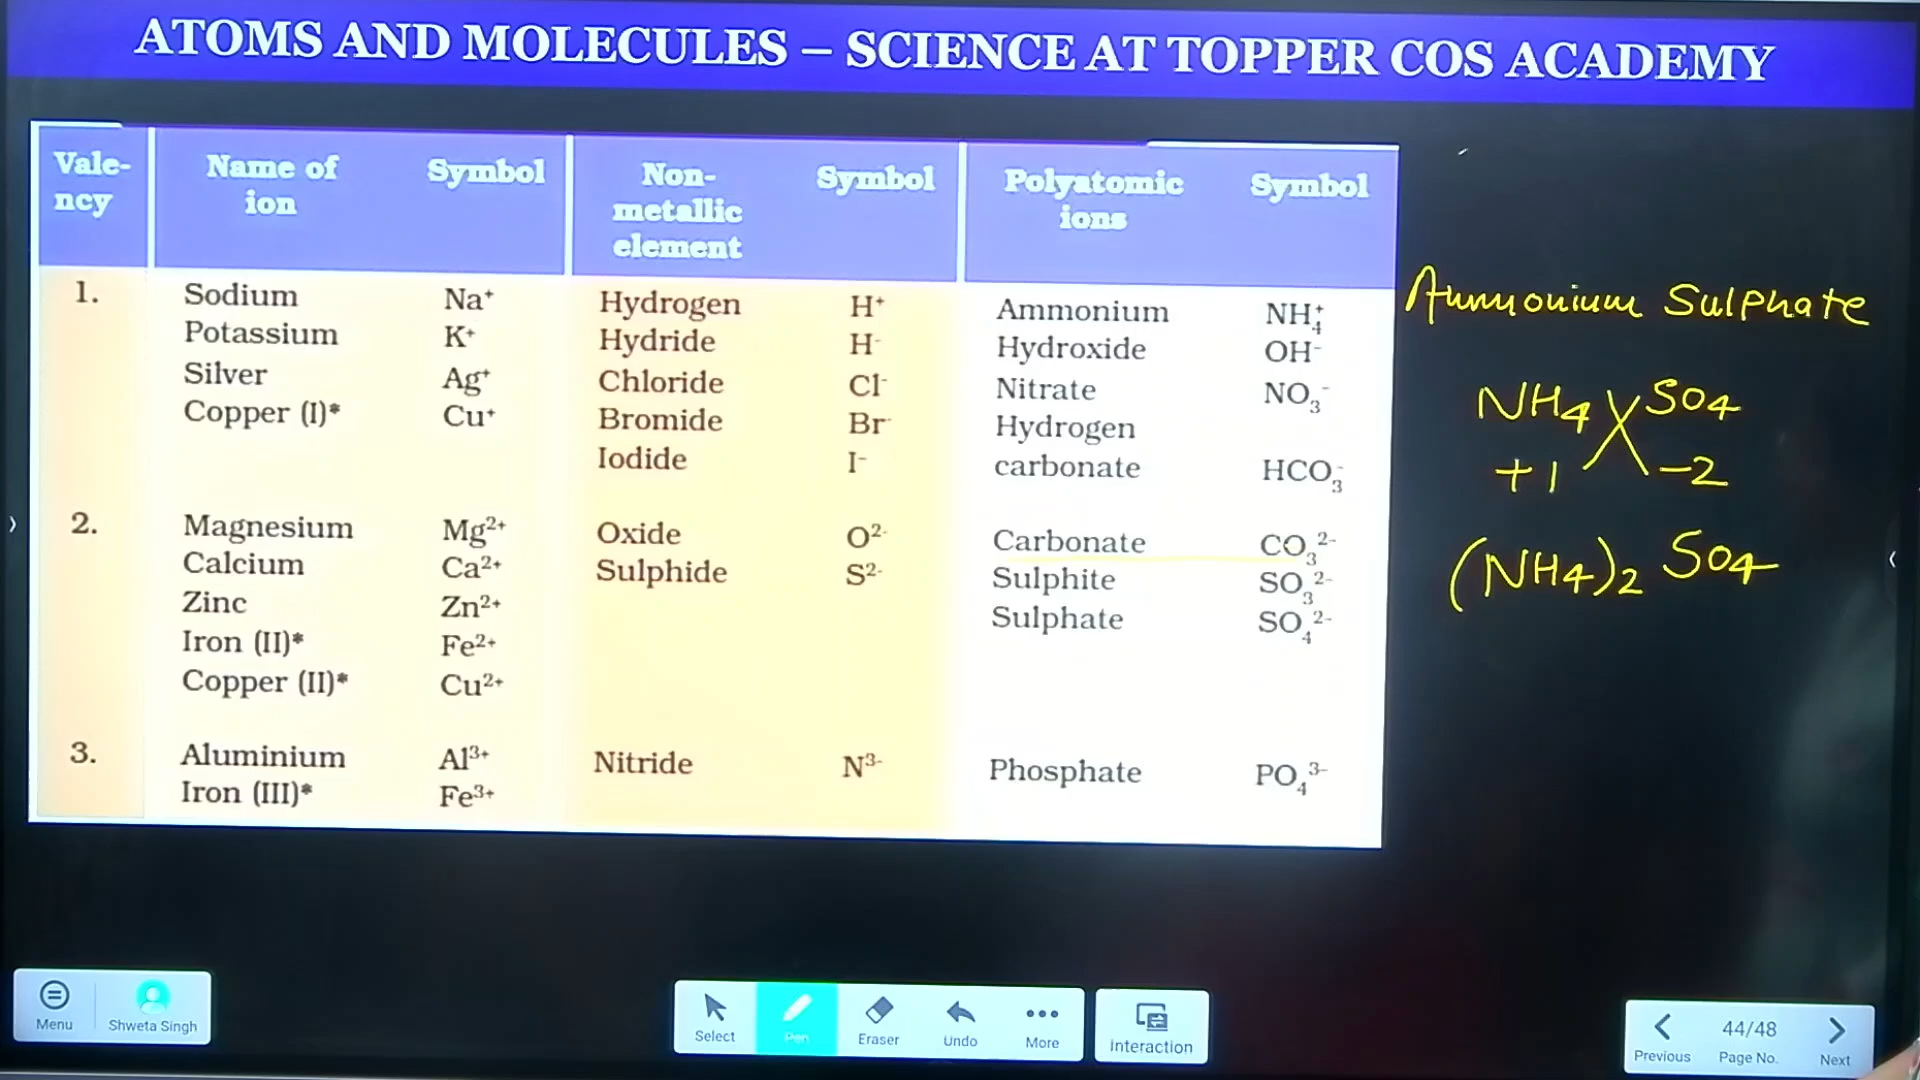 ATOMS AND MOLECULES – SCIENCE AT TOPPER COS ACADEMY
Vale-ncy Name of ion Symbol Non-metallic element Symbol Polyatomic ions Symbol
1. Sodium Na⁺ Hydrogen H⁺ Ammonium NH₄⁺
Potassium K⁺ Hydride H⁻ Hydroxide OH⁻
Silver Ag⁺ Chloride Cl⁻ Nitrate NO₃⁻
Copper (I)* Cu⁺ Bromide Br⁻ Hydrogen
Iodide I⁻ carbonate HCO₃⁻
2. Magnesium Mg²⁺ Oxide O²⁻ Carbonate CO₃²⁻
Calcium Ca²⁺ Sulphide S²⁻ Sulphite SO₃²⁻
Zinc Zn²⁺ Sulphate SO₄²⁻
Iron (II)* Fe²⁺
Copper (II)* Cu²⁺
3. Aluminium Al³⁺ Nitride N³⁻ Phosphate PO₄³⁻
Iron (III)* Fe³⁺
Ammonium Sulphate
NH4 SO4
+1 -2
(NH4)2 SO4
Menu Shweta Singh
Select Pen Eraser Undo More Interaction
44/48
Previous Page No. Next